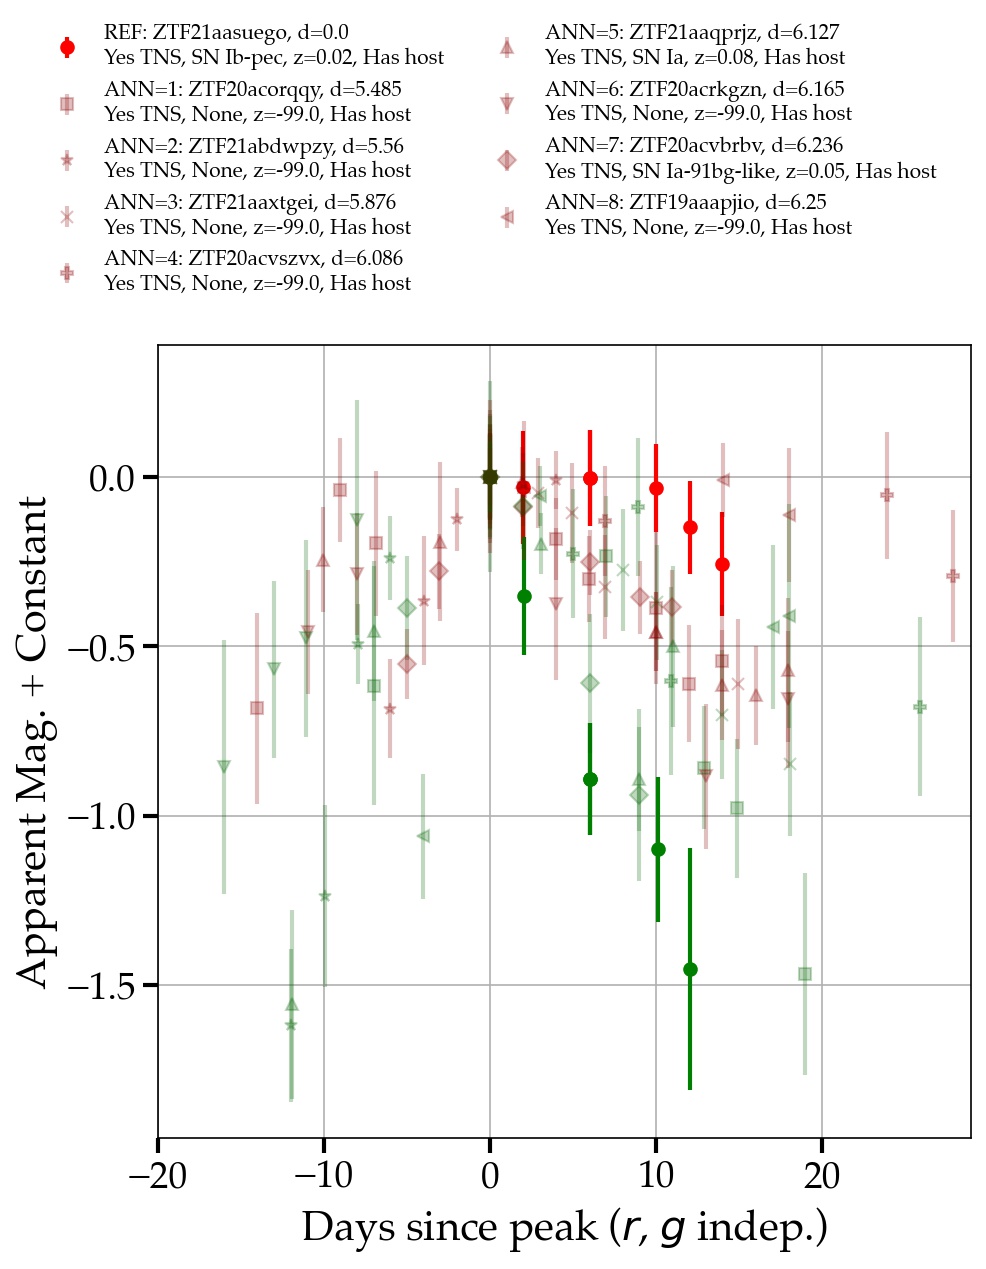 REF: ZTF21aasuego, d=0.0
Yes TNS, SN Ib-pec, z=0.02, Has host
ANN=1: ZTF20acorqqy, d=5.485
Yes TNS, None, z=-99.0, Has host
ANN=2: ZTF21abdwpzy, d=5.56
Yes TNS, None, z=-99.0, Has host
ANN=3: ZTF21aaxtgei, d=5.876
Yes TNS, None, z=-99.0, Has host
ANN=4: ZTF20acvszvx, d=6.086
Yes TNS, None, z=-99.0, Has host
ANN=5: ZTF21aaqprjz, d=6.127
Yes TNS, SN Ia, z=0.08, Has host
ANN=6: ZTF20acrkgzn, d=6.165
Yes TNS, None, z=-99.0, Has host
ANN=7: ZTF20acvbrbv, d=6.236
Yes TNS, SN Ia-91bg-like, z=0.05, Has host
ANN=8: ZTF19aaapjio, d=6.25
Yes TNS, None, z=-99.0, Has host
Apparent Mag. + Constant
0.0
−0.5
−1.0
−1.5
−20
−10
0
10
20
Days since peak (r, g indep.)